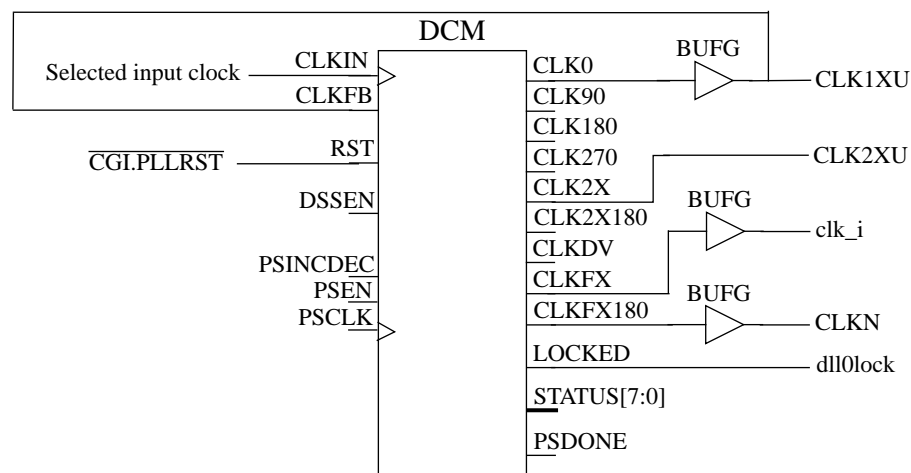 DCM
BUFG
CLKIN
CLK0
Selected input clock
CLK1XU
CLKFB
CLK90
CLK180
RST
CGI.PLLRST
CLK270
CLK2XU
CLK2X
DSSEN
BUFG
CLK2X180
clk_i
CLKDV
PSINCDEC
CLKFX
PSEN
BUFG
PSCLK
CLKFX180
CLKN
LOCKED
dll0lock
STATUS[7:0]
PSDONE